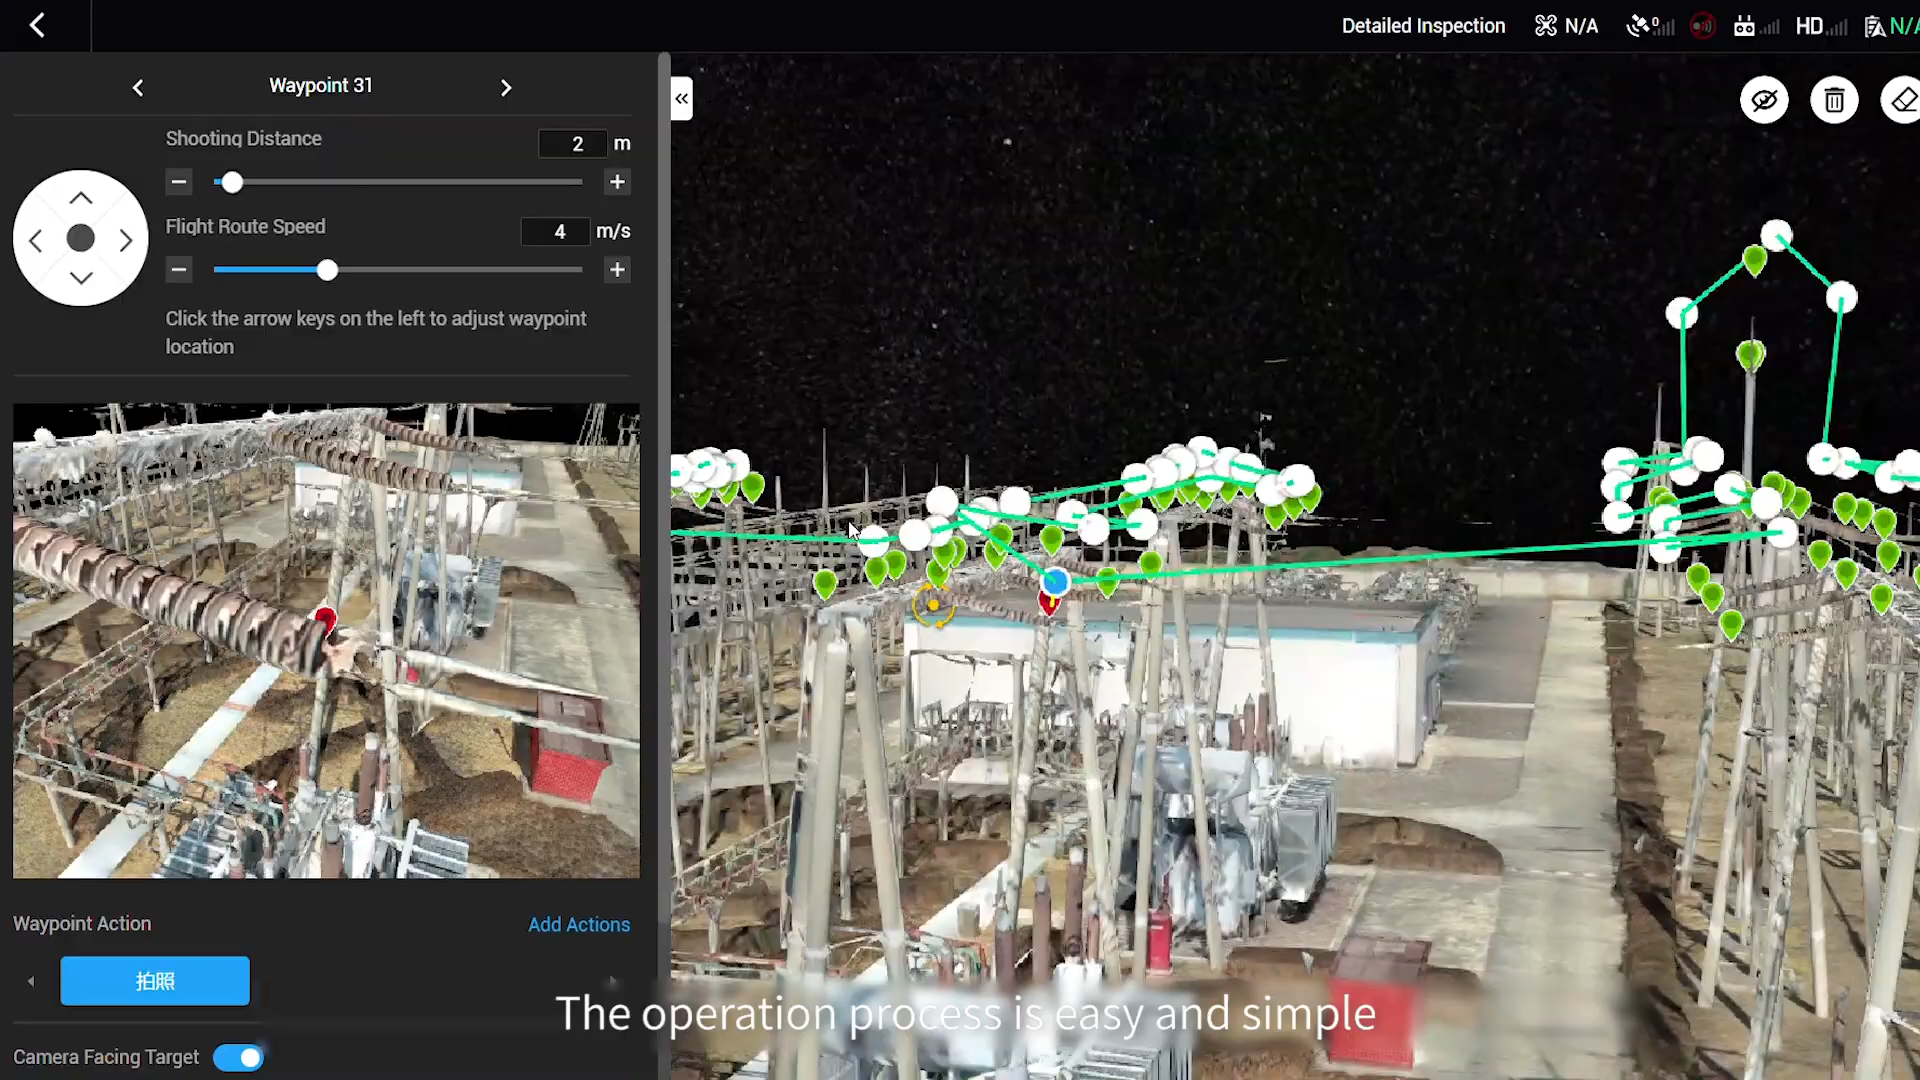 Detailed Inspection
N/A
0
HD
N/
Waypoint 31
Shooting Distance
2 m
Flight Route Speed
4 m/s
Click the arrow keys on the left to adjust waypoint
location
Waypoint Action
Add Actions
拍照
The operation process is easy and simple
Camera Facing Target